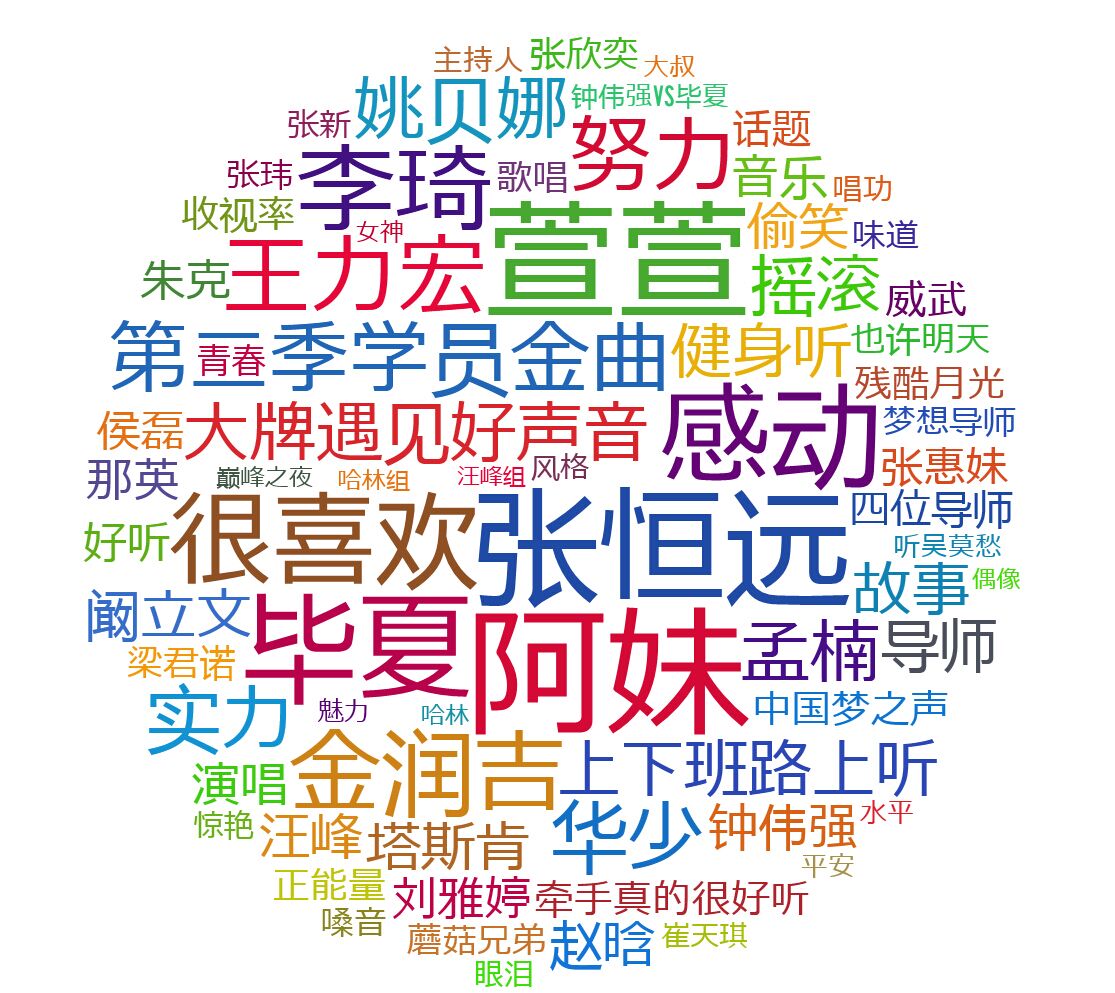 主持人
张欣奕
大叔
姚贝娜
钟伟强VS毕夏
张新
努力
话题
李琦
歌唱
音乐
唱功
张玮
收视率
女神
萱萱
偷笑
味道
朱克
王力宏
摇滚
威武
第二季学员金曲
青春
健身听
也许明天
残酷月光
侯磊
大牌遇见好声音
感动
梦想导师
那英
巅峰之夜
哈林组
汪峰组
风格
张惠妹
好听
很喜欢
张恒远
四位导师
听吴莫愁
故事
偶像
阚立文
毕夏
阿妹
孟楠
导师
梁君诺
实力
魅力
哈林
中国梦之声
演唱
金润吉
上下班路上听
惊艳
汪峰
塔斯肯
华少
钟伟强
水平
平安
正能量
刘雅婷
牵手真的很好听
嗓音
蘑菇兄弟
赵晗
崔天琪
眼泪